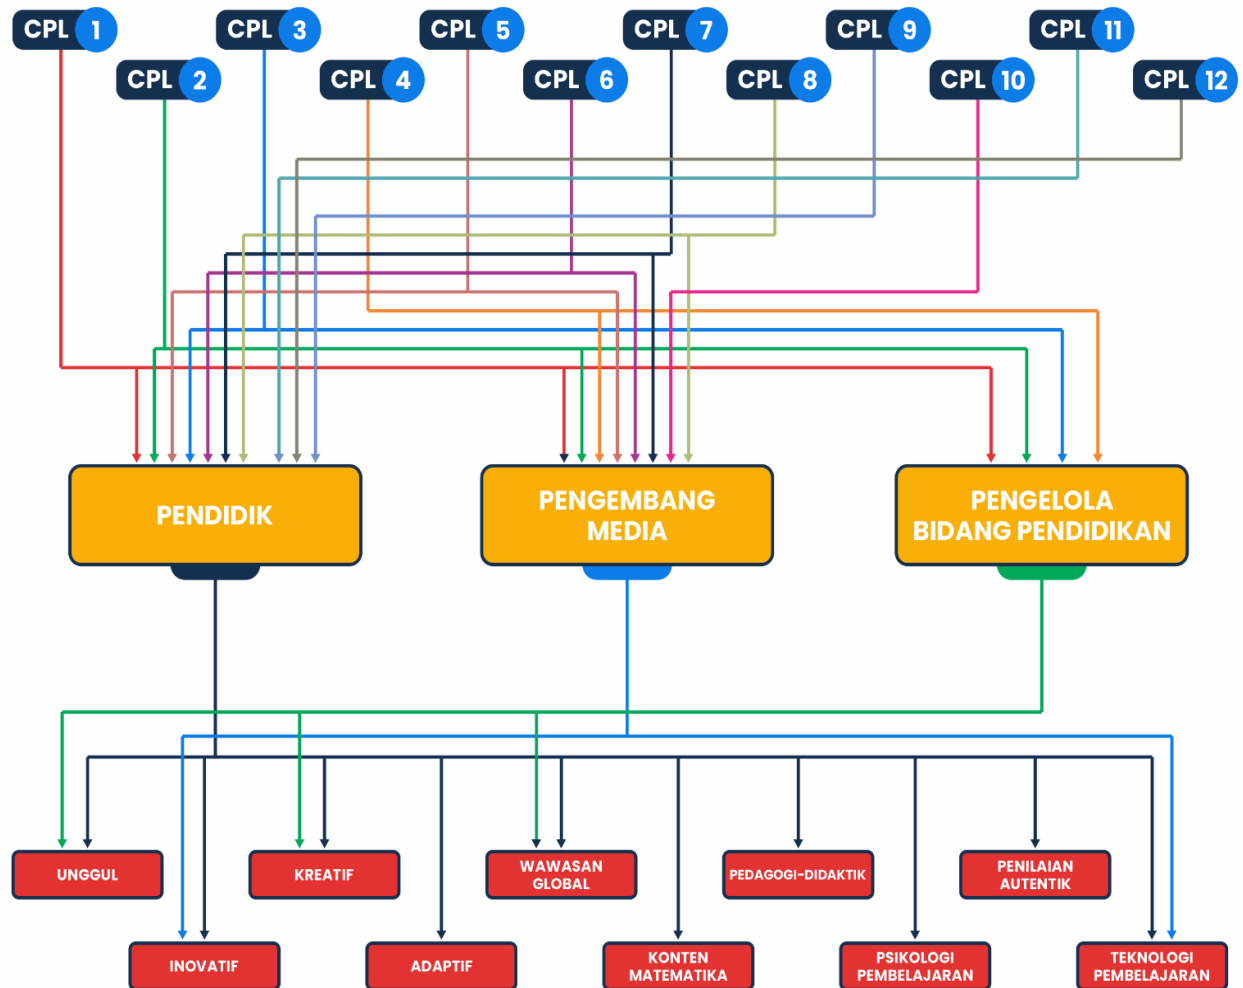 CPL 1
CPL 3
CPL 5
CPL 7
CPL 9
CPL 11
CPL 2
CPL 4
CPL 6
CPL 8
CPL 10
CPL 12
PENDIDIK
PENGEMBANG
MEDIA
PENGELOLA
BIDANG PENDIDIKAN
UNGGUL
KREATIF
WAWASAN
GLOBAL
PEDAGOGI-DIDAKTIK
PENILAIAN
AUTENTIK
INOVATIF
ADAPTIF
KONTEN
MATEMATIKA
PSIKOLOGI
PEMBELAJARAN
TEKNOLOGI
PEMBELAJARAN